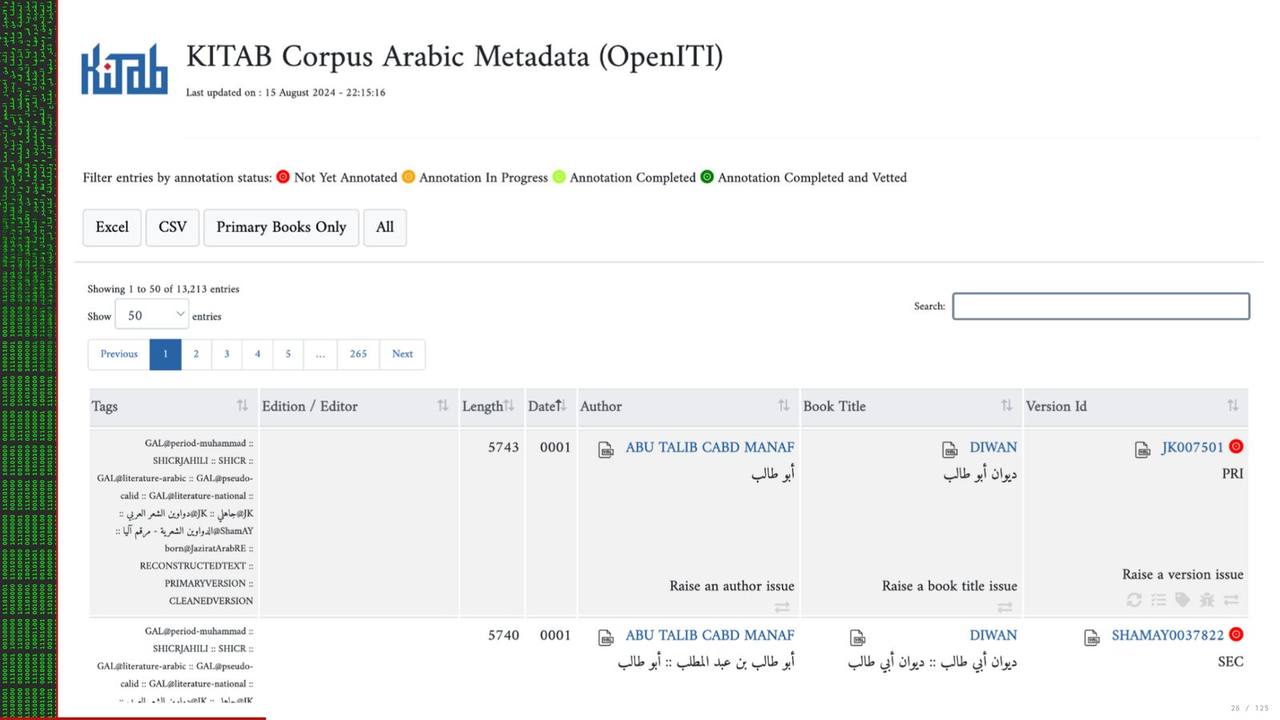 kitab
KITAB Corpus Arabic Metadata (OpenITI)
Last updated on : 15 August 2024 - 22:15:16
Filter entries by annotation status: Not Yet Annotated Annotation In Progress Annotation Completed Annotation Completed and Vetted
Excel CSV Primary Books Only All
Showing 1 to 50 of 13,213 entries
Show 50 entries
Search:
Previous 1 2 3 4 5 ... 265 Next
Tags Edition / Editor Length Date Author Book Title Version Id
GAL@period-muhammad ::
SHICRJAHILI :: SHICR ::
GAL@literature-arabic :: GAL@pseudo-
calid :: GAL@literature-national ::
JK@جاهلي :: JK@دواوين الشعر العربي ::
ShamAY@الدواوين الشعرية - مرقم آليا ::
born@JaziratArabRE ::
RECONSTRUCTEDTEXT ::
PRIMARYVERSION ::
CLEANEDVERSION
5743 0001 ABU TALIB CABD MANAF DIWAN JK007501
أبو طالب ديوان أبو طالب PRI
Raise an author issue Raise a book title issue Raise a version issue
GAL@period-muhammad ::
SHICRJAHILI :: SHICR ::
GAL@literature-arabic :: GAL@pseudo-
calid :: GAL@literature-national ::
5740 0001 ABU TALIB CABD MANAF DIWAN SHAMAY0037822
أبو طالب بن عبد المطلب :: أبو طالب ديوان أبي طالب :: ديوان أبي طالب SEC
26 / 125